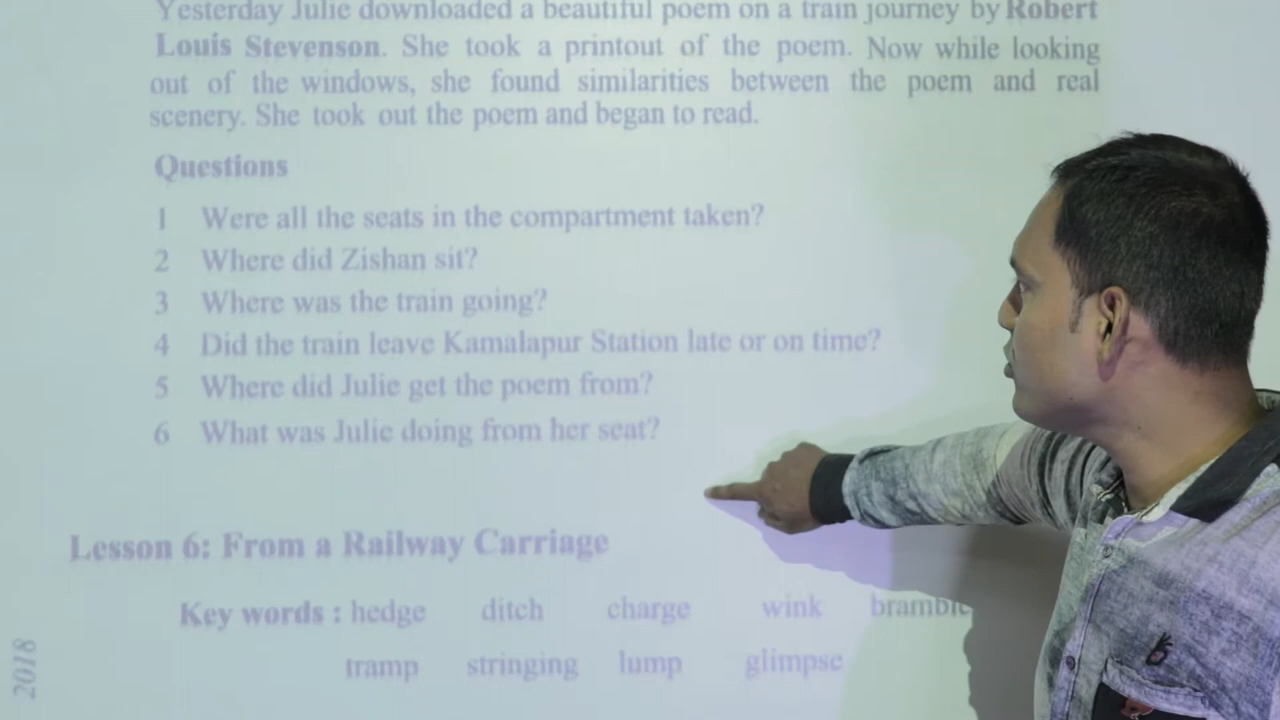 Yesterday Julie downloaded a beautiful poem on a train journey by Robert
Louis Stevenson. She took a printout of the poem. Now while looking
out of the windows, she found similarities between the poem and real
scenery. She took out the poem and began to read.
Questions
1 Were all the seats in the compartment taken?
2 Where did Zishan sit?
3 Where was the train going?
4 Did the train leave Kamalapur Station late or on time?
5 Where did Julie get the poem from?
6 What was Julie doing from her seat?
Lesson 6: From a Railway Carriage
Key words : hedge ditch charge wink bramble
tramp stringing lump glimpse
2018